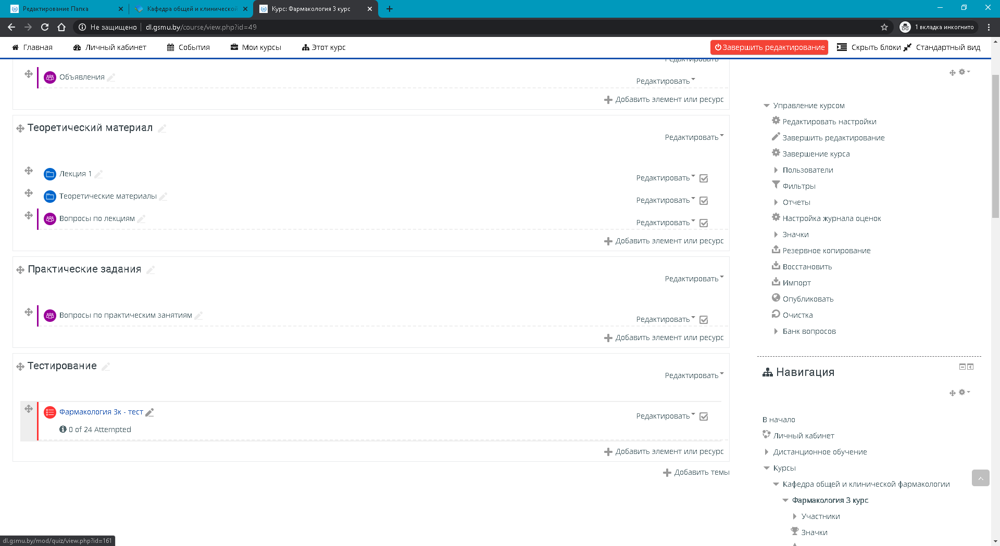 Редактирование Папка
Кафедра общей и клинической
Курс: Фармакология 3 курс
Не защищено
dl.gsmu.by/course/view.php?id=49
1 вкладка инкогнито
Главная
Личный кабинет
События
Мои курсы
Этот курс
Завершить редактирование
Скрыть блоки
Стандартный вид
Редактировать
Объявления
Редактировать
Добавить элемент или ресурс
Теоретический материал
Редактировать
Лекция 1
Редактировать
Теоретические материалы
Редактировать
Вопросы по лекциям
Редактировать
Добавить элемент или ресурс
Практические задания
Редактировать
Вопросы по практическим занятиям
Редактировать
Добавить элемент или ресурс
Тестирование
Редактировать
Фармакология 3к - тест
Редактировать
0 of 24 Attempted
Добавить элемент или ресурс
Добавить темы
Управление курсом
Редактировать настройки
Завершить редактирование
Завершение курса
Пользователи
Фильтры
Отчеты
Настройка журнала оценок
Значки
Резервное копирование
Восстановить
Импорт
Опубликовать
Очистка
Банк вопросов
Навигация
В начало
Личный кабинет
Дистанционное обучение
Курсы
Кафедра общей и клинической фармакологии
Фармакология 3 курс
Участники
Значки
dl.gsmu.by/mod/quiz/view.php?id=161